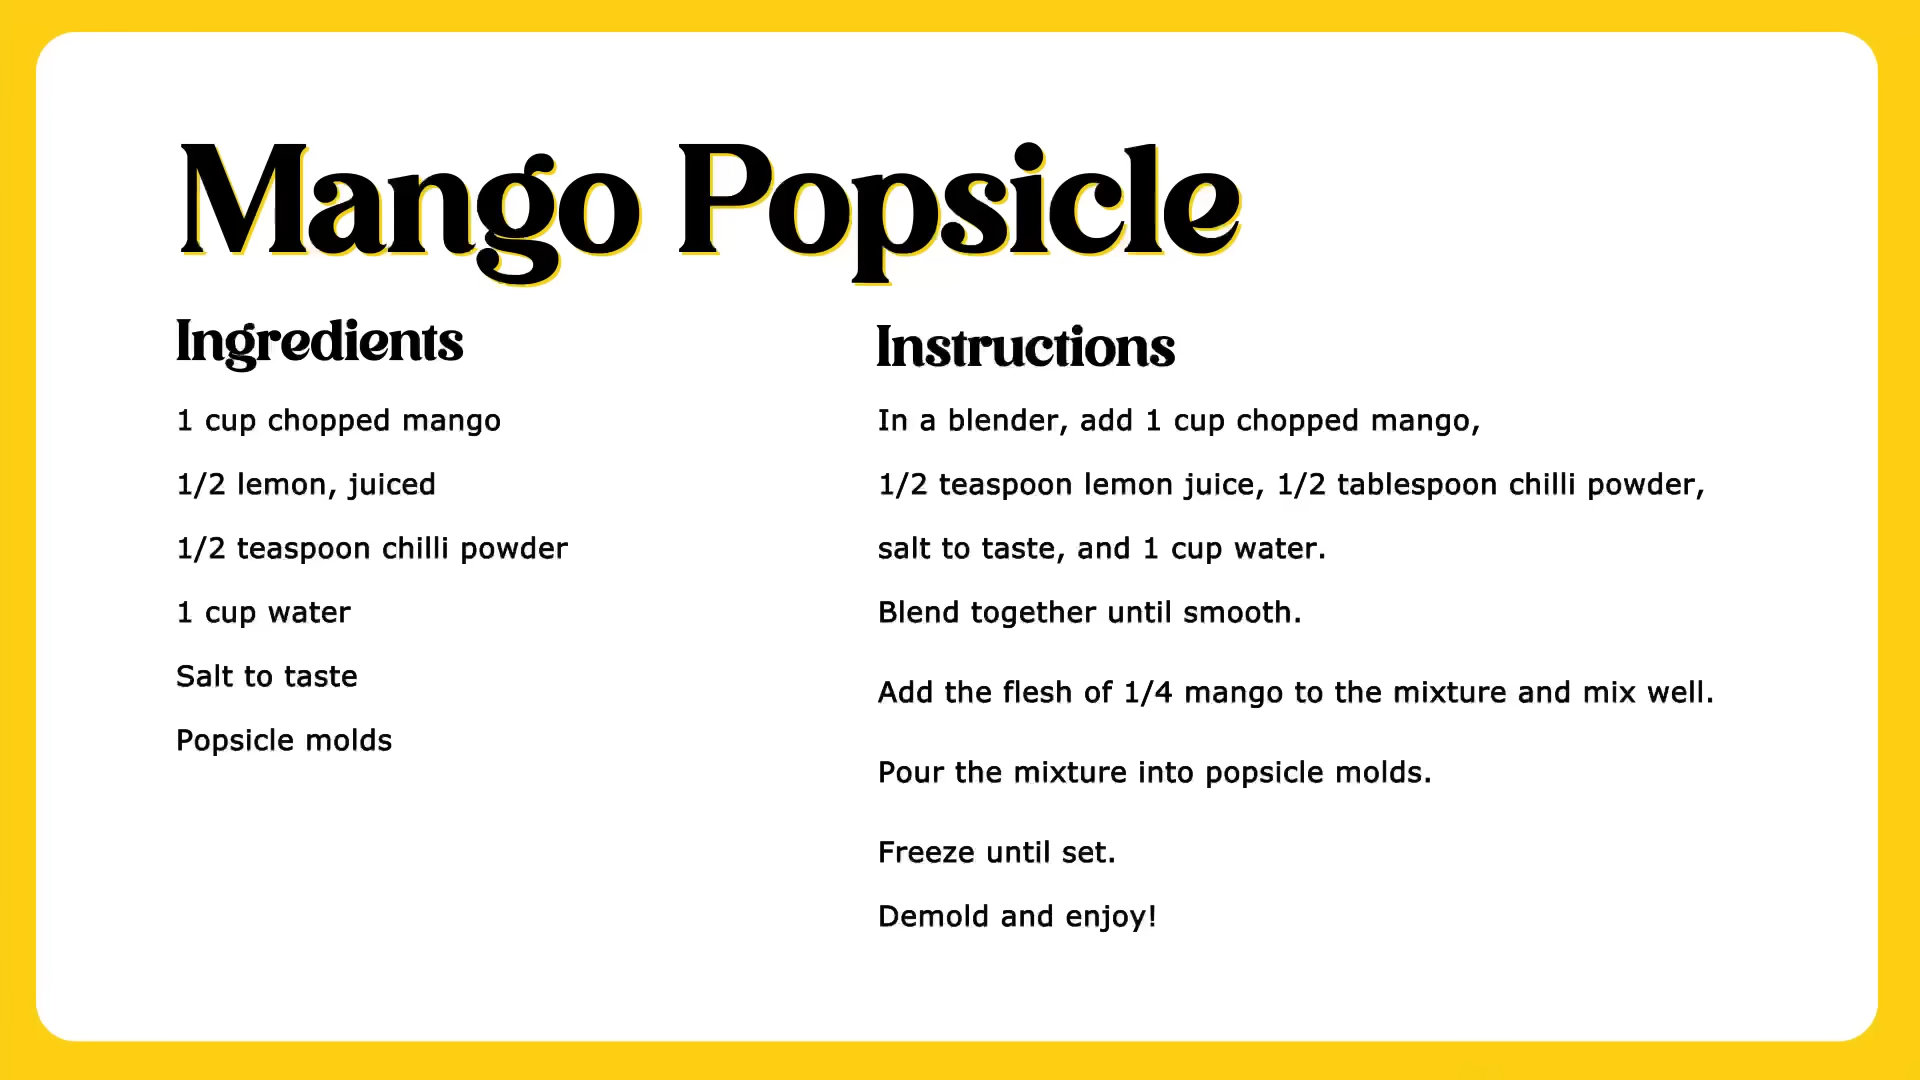 Mango Popsicle
Ingredients
1 cup chopped mango
1/2 lemon, juiced
1/2 teaspoon chilli powder
1 cup water
Salt to taste
Popsicle molds
Instructions
In a blender, add 1 cup chopped mango,
1/2 teaspoon lemon juice, 1/2 tablespoon chilli powder,
salt to taste, and 1 cup water.
Blend together until smooth.
Add the flesh of 1/4 mango to the mixture and mix well.
Pour the mixture into popsicle molds.
Freeze until set.
Demold and enjoy!